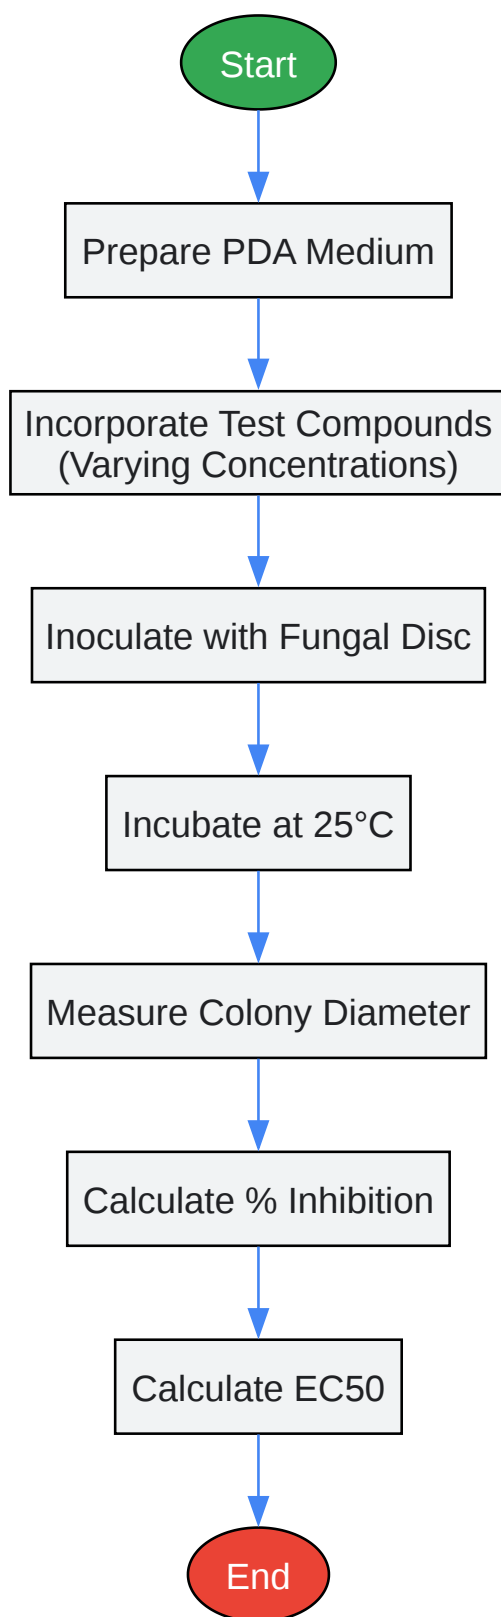 Start
Prepare PDA Medium
Incorporate Test Compounds
(Varying Concentrations)
Inoculate with Fungal Disc
Incubate at 25°C
Measure Colony Diameter
Calculate % Inhibition
Calculate EC50
End